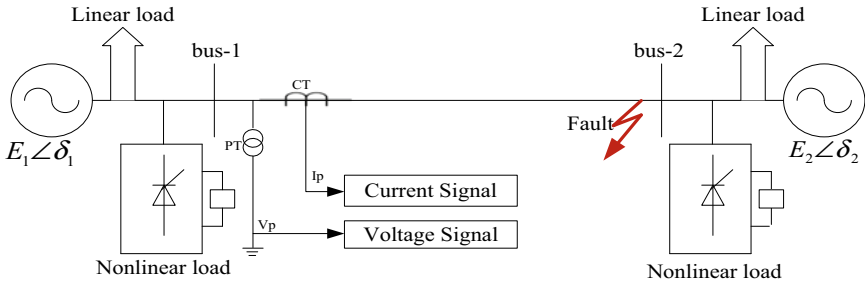 Linear load
Linear load
bus-1
bus-2
CT
Fault
E₁∠δ₁
PT
E₂∠δ₂
Ip
Current Signal
Vp
Voltage Signal
Nonlinear load
Nonlinear load